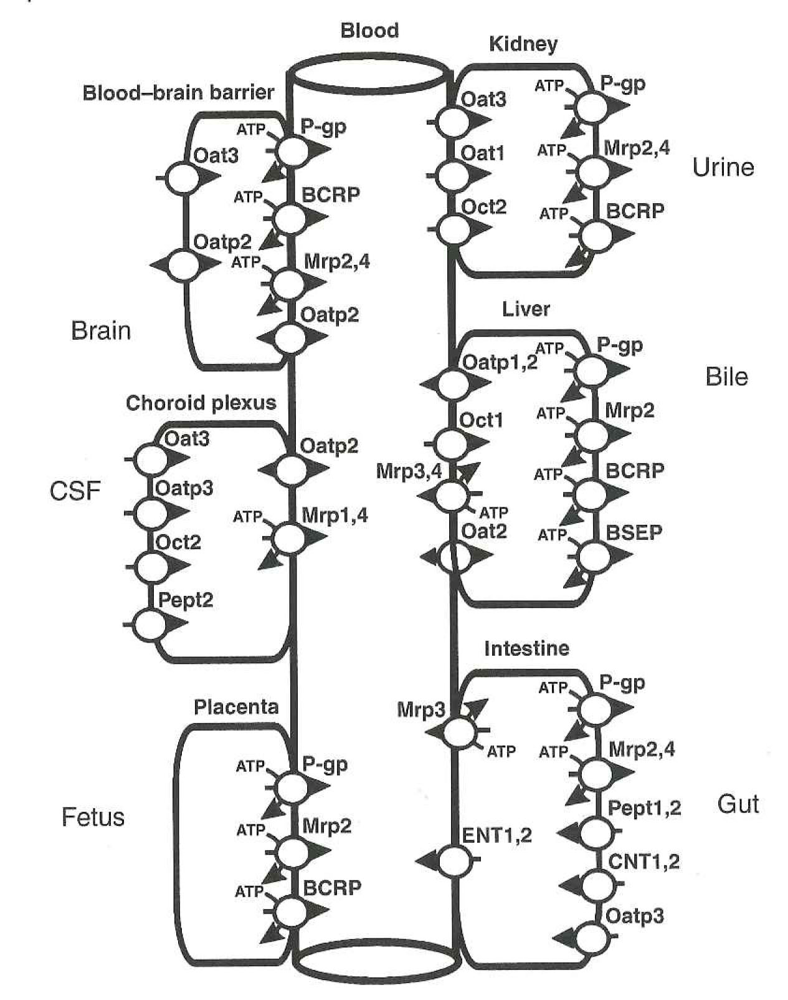 Blood
Blood–brain barrier
ATP P-gp
Oat3
ATP BCRP
Oatp2
ATP Mrp2,4
Oatp2
Brain
Choroid plexus
Oat3
Oatp2
Oatp3
ATP Mrp1,4
Oct2
Pept2
CSF
Placenta
ATP P-gp
ATP Mrp2
ATP BCRP
Fetus
Kidney
ATP P-gp
Oat3
ATP Mrp2,4
Oat1
ATP BCRP
Oct2
Urine
Liver
ATP P-gp
Oatp1,2
ATP Mrp2
Oct1
Mrp3,4
ATP
ATP BCRP
Oat2
ATP BSEP
Bile
Intestine
ATP P-gp
Mrp3
ATP
ATP Mrp2,4
Pept1,2
ENT1,2
CNT1,2
Oatp3
Gut